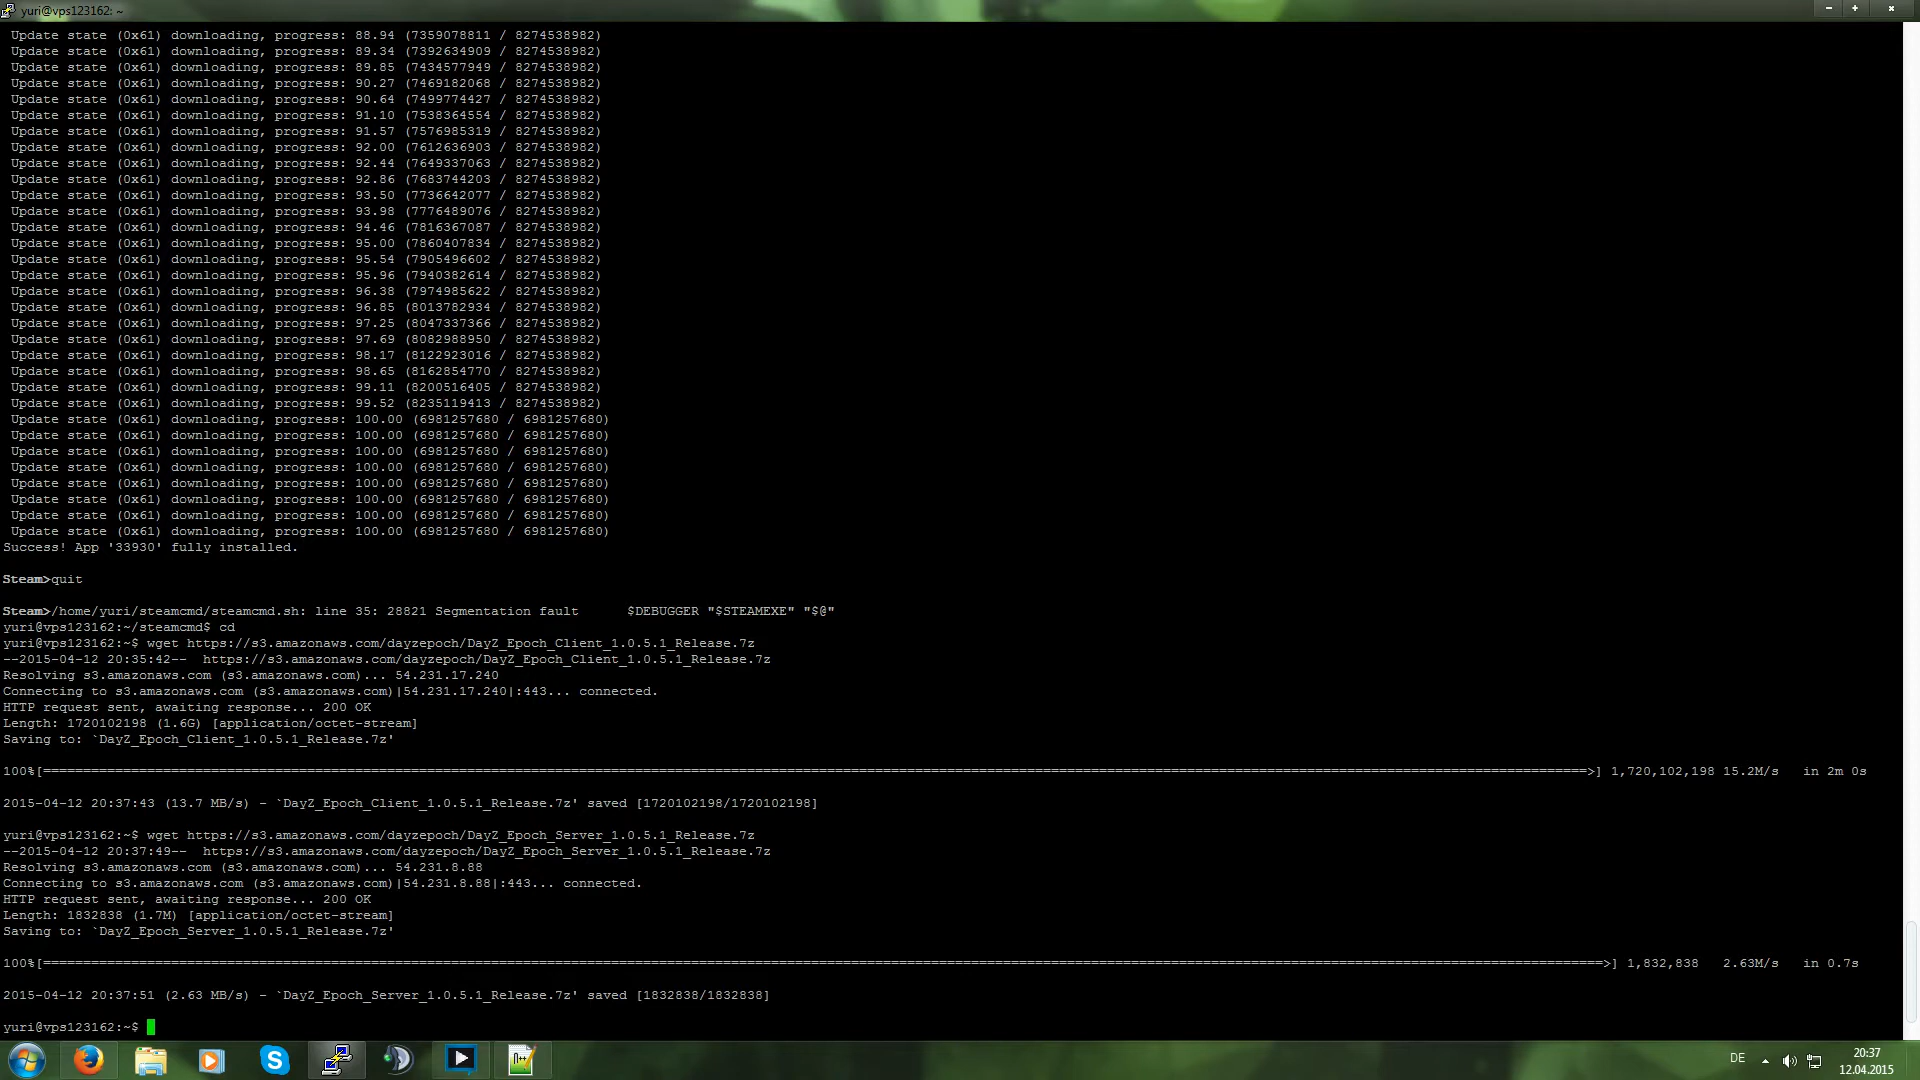 yuri@vps123162: ~
Update state (0x61) downloading, progress: 88.94 (7359078811 / 8274538982)
Update state (0x61) downloading, progress: 89.34 (7392634909 / 8274538982)
Update state (0x61) downloading, progress: 89.85 (7434577949 / 8274538982)
Update state (0x61) downloading, progress: 90.27 (7469182068 / 8274538982)
Update state (0x61) downloading, progress: 90.64 (7499774427 / 8274538982)
Update state (0x61) downloading, progress: 91.10 (7538364554 / 8274538982)
Update state (0x61) downloading, progress: 91.57 (7576985319 / 8274538982)
Update state (0x61) downloading, progress: 92.00 (7612636903 / 8274538982)
Update state (0x61) downloading, progress: 92.44 (7649337063 / 8274538982)
Update state (0x61) downloading, progress: 92.86 (7683744203 / 8274538982)
Update state (0x61) downloading, progress: 93.50 (7736642077 / 8274538982)
Update state (0x61) downloading, progress: 93.98 (7776489076 / 8274538982)
Update state (0x61) downloading, progress: 94.46 (7816367087 / 8274538982)
Update state (0x61) downloading, progress: 95.00 (7860407834 / 8274538982)
Update state (0x61) downloading, progress: 95.54 (7905496602 / 8274538982)
Update state (0x61) downloading, progress: 95.96 (7940382614 / 8274538982)
Update state (0x61) downloading, progress: 96.38 (7974985622 / 8274538982)
Update state (0x61) downloading, progress: 96.85 (8013782934 / 8274538982)
Update state (0x61) downloading, progress: 97.25 (8047337366 / 8274538982)
Update state (0x61) downloading, progress: 97.69 (8082988950 / 8274538982)
Update state (0x61) downloading, progress: 98.17 (8122923016 / 8274538982)
Update state (0x61) downloading, progress: 98.65 (8162854770 / 8274538982)
Update state (0x61) downloading, progress: 99.11 (8200516405 / 8274538982)
Update state (0x61) downloading, progress: 99.52 (8235119413 / 8274538982)
Update state (0x61) downloading, progress: 100.00 (6981257680 / 6981257680)
Update state (0x61) downloading, progress: 100.00 (6981257680 / 6981257680)
Update state (0x61) downloading, progress: 100.00 (6981257680 / 6981257680)
Update state (0x61) downloading, progress: 100.00 (6981257680 / 6981257680)
Update state (0x61) downloading, progress: 100.00 (6981257680 / 6981257680)
Update state (0x61) downloading, progress: 100.00 (6981257680 / 6981257680)
Update state (0x61) downloading, progress: 100.00 (6981257680 / 6981257680)
Update state (0x61) downloading, progress: 100.00 (6981257680 / 6981257680)
Success! App '33930' fully installed.
Steam>quit
Steam>/home/yuri/steamcmd/steamcmd.sh: line 35: 28821 Segmentation fault      $DEBUGGER "$STEAMEXE" "$@"
yuri@vps123162:~/steamcmd$ cd
yuri@vps123162:~$ wget https://s3.amazonaws.com/dayzepoch/DayZ_Epoch_Client_1.0.5.1_Release.7z
--2015-04-12 20:35:42--  https://s3.amazonaws.com/dayzepoch/DayZ_Epoch_Client_1.0.5.1_Release.7z
Resolving s3.amazonaws.com (s3.amazonaws.com)... 54.231.17.240
Connecting to s3.amazonaws.com (s3.amazonaws.com)|54.231.17.240|:443... connected.
HTTP request sent, awaiting response... 200 OK
Length: 1720102198 (1.6G) [application/octet-stream]
Saving to: `DayZ_Epoch_Client_1.0.5.1_Release.7z'
100%[======================================>] 1,720,102,198 15.2M/s   in 2m 0s
2015-04-12 20:37:43 (13.7 MB/s) - `DayZ_Epoch_Client_1.0.5.1_Release.7z' saved [1720102198/1720102198]
yuri@vps123162:~$ wget https://s3.amazonaws.com/dayzepoch/DayZ_Epoch_Server_1.0.5.1_Release.7z
--2015-04-12 20:37:49--  https://s3.amazonaws.com/dayzepoch/DayZ_Epoch_Server_1.0.5.1_Release.7z
Resolving s3.amazonaws.com (s3.amazonaws.com)... 54.231.8.88
Connecting to s3.amazonaws.com (s3.amazonaws.com)|54.231.8.88|:443... connected.
HTTP request sent, awaiting response... 200 OK
Length: 1832838 (1.7M) [application/octet-stream]
Saving to: `DayZ_Epoch_Server_1.0.5.1_Release.7z'
100%[======================================>] 1,832,838   2.63M/s   in 0.7s
2015-04-12 20:37:51 (2.63 MB/s) - `DayZ_Epoch_Server_1.0.5.1_Release.7z' saved [1832838/1832838]
yuri@vps123162:~$
DE
20:37
12.04.2015